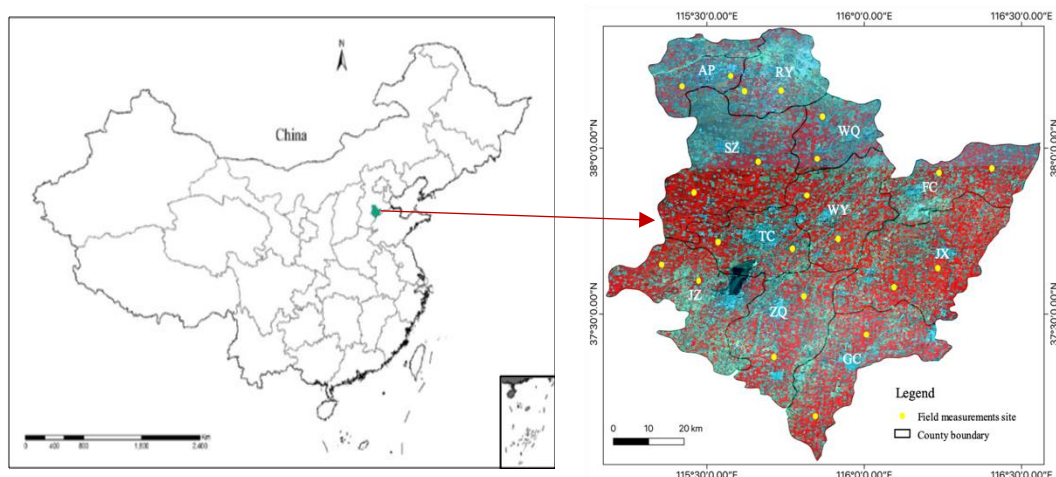 N
China
Km
0 400 800 1,600 2,400
115°30'0.00"E 116°0'0.00"E 116°30'0.00"E
38°0'0.00"N 38°0'0.00"N
37°30'0.00"N 37°30'0.00"N
AP RY
WQ
SZ
FC
WY
TC
JX
JZ
ZQ
GC
Legend
Field measurements site
County boundary
0 10 20 km
115°30'0.00"E 116°0'0.00"E 116°30'0.00"E